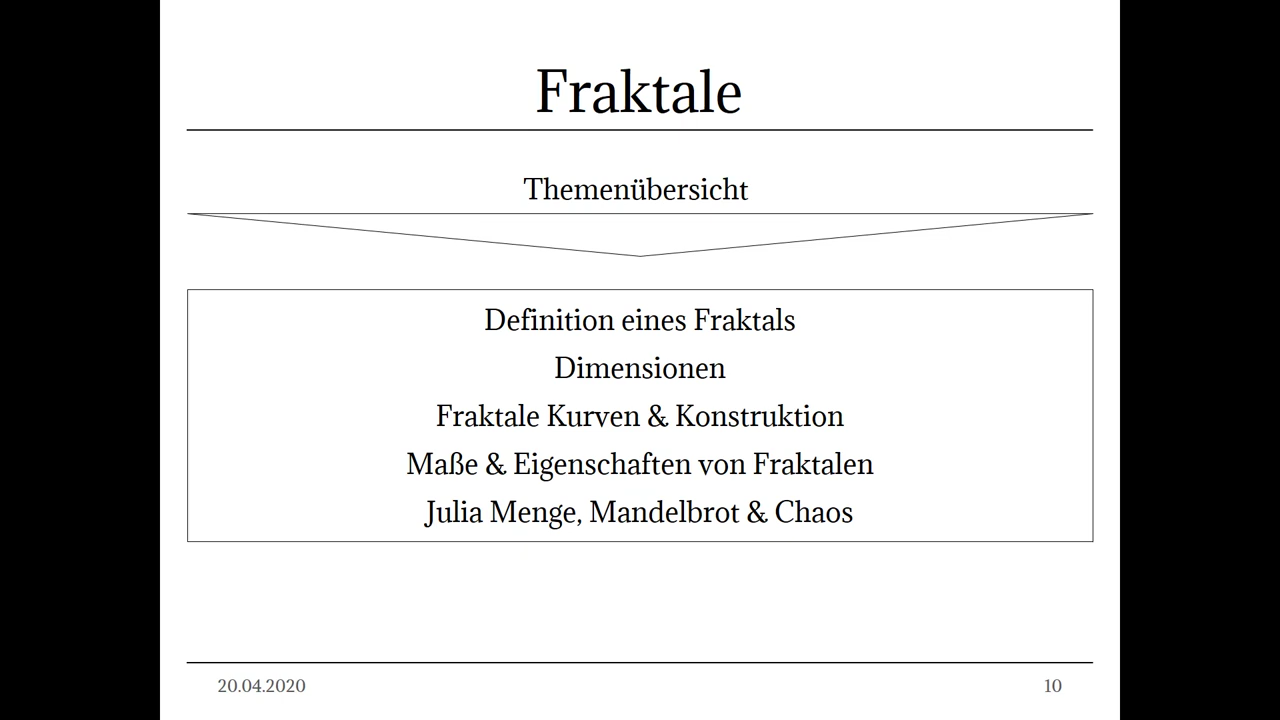 Fraktale
Themenübersicht
Definition eines Fraktals
Dimensionen
Fraktale Kurven & Konstruktion
Maße & Eigenschaften von Fraktalen
Julia Menge, Mandelbrot & Chaos
20.04.2020
10